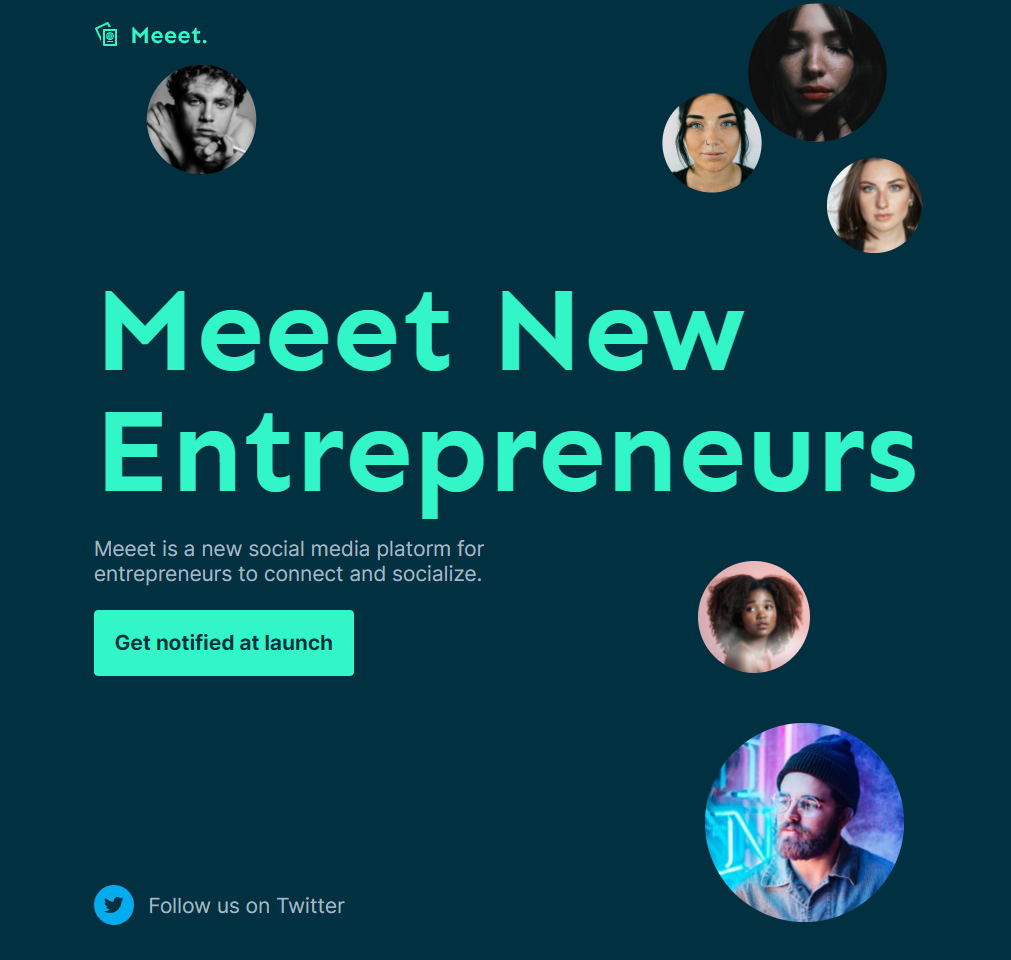 Meeet.
Meeet New
Entrepreneurs
Meeet is a new social media platorm for
entrepreneurs to connect and socialize.
Get notified at launch
Follow us on Twitter